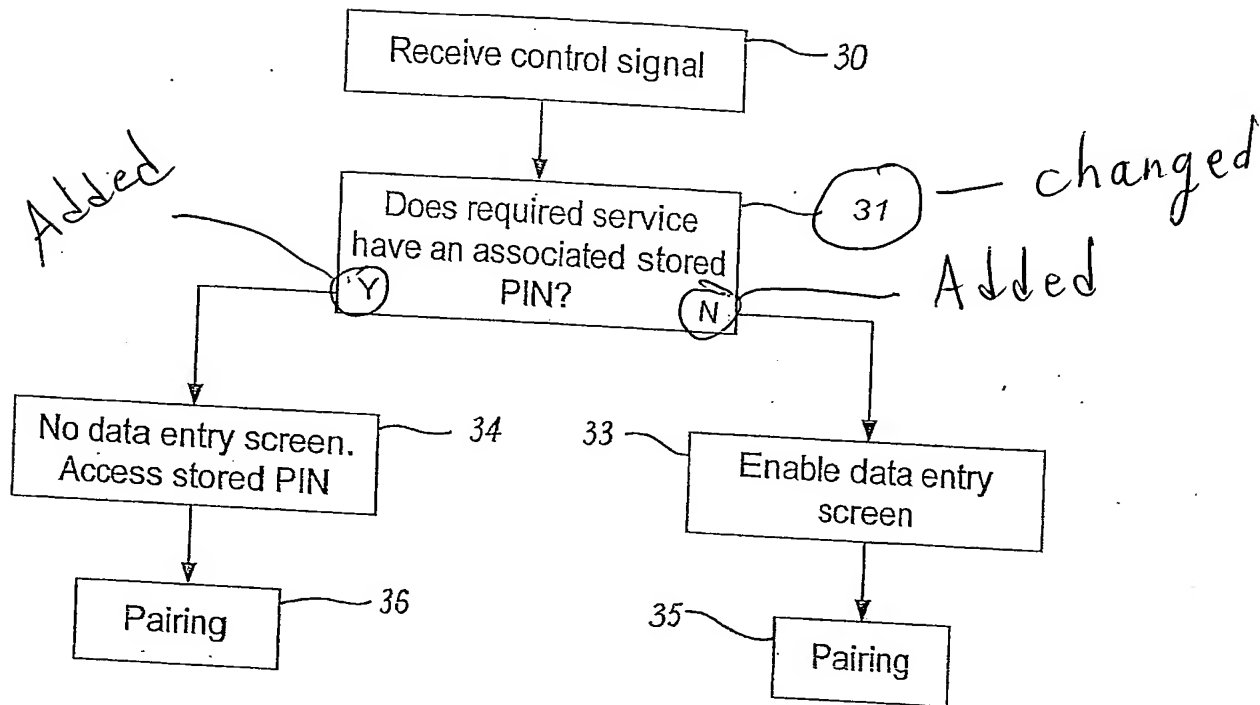 Receive control signal
30
Added
Does required service
have an associated stored
PIN?
31
— changed
Y
N
Added
No data entry screen.
Access stored PIN
34
33
Enable data entry
screen
Pairing
36
35
Pairing